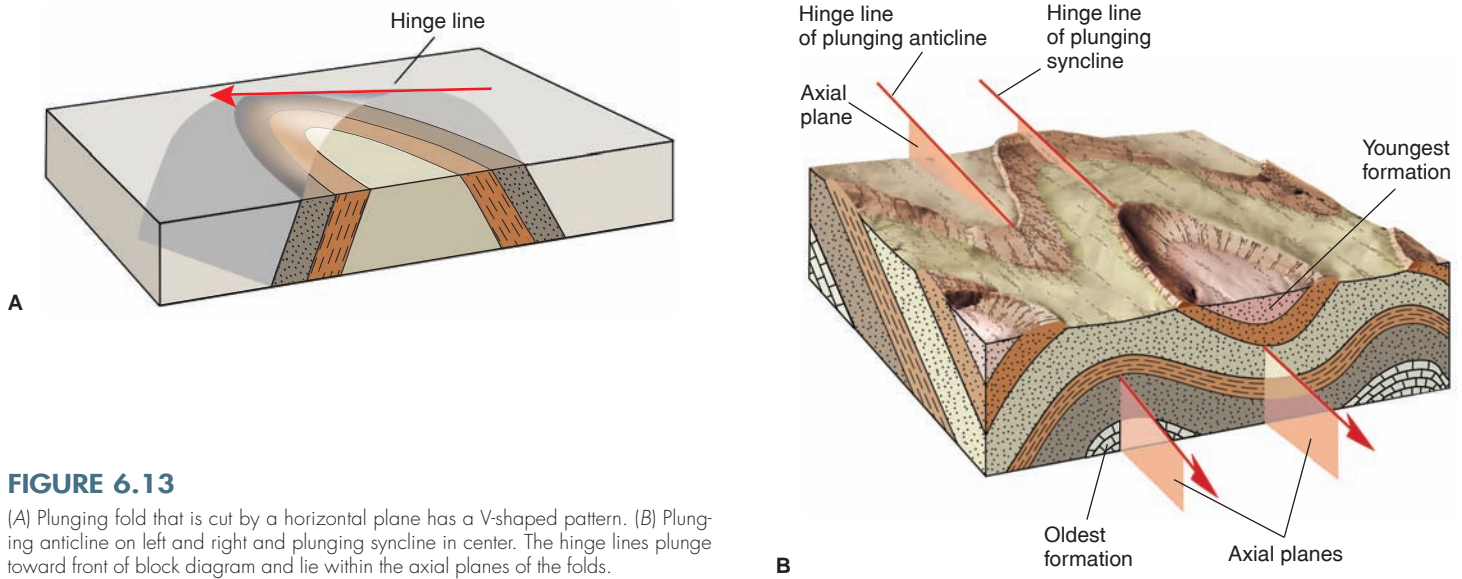 Hinge line
A
Hinge line
of plunging anticline
Hinge line
of plunging
syncline
Axial
plane
Youngest
formation
Oldest
formation
Axial planes
B
FIGURE 6.13
(A) Plunging fold that is cut by a horizontal plane has a V-shaped pattern. (B) Plung-
ing anticline on left and right and plunging syncline in center. The hinge lines plunge
toward front of block diagram and lie within the axial planes of the folds.